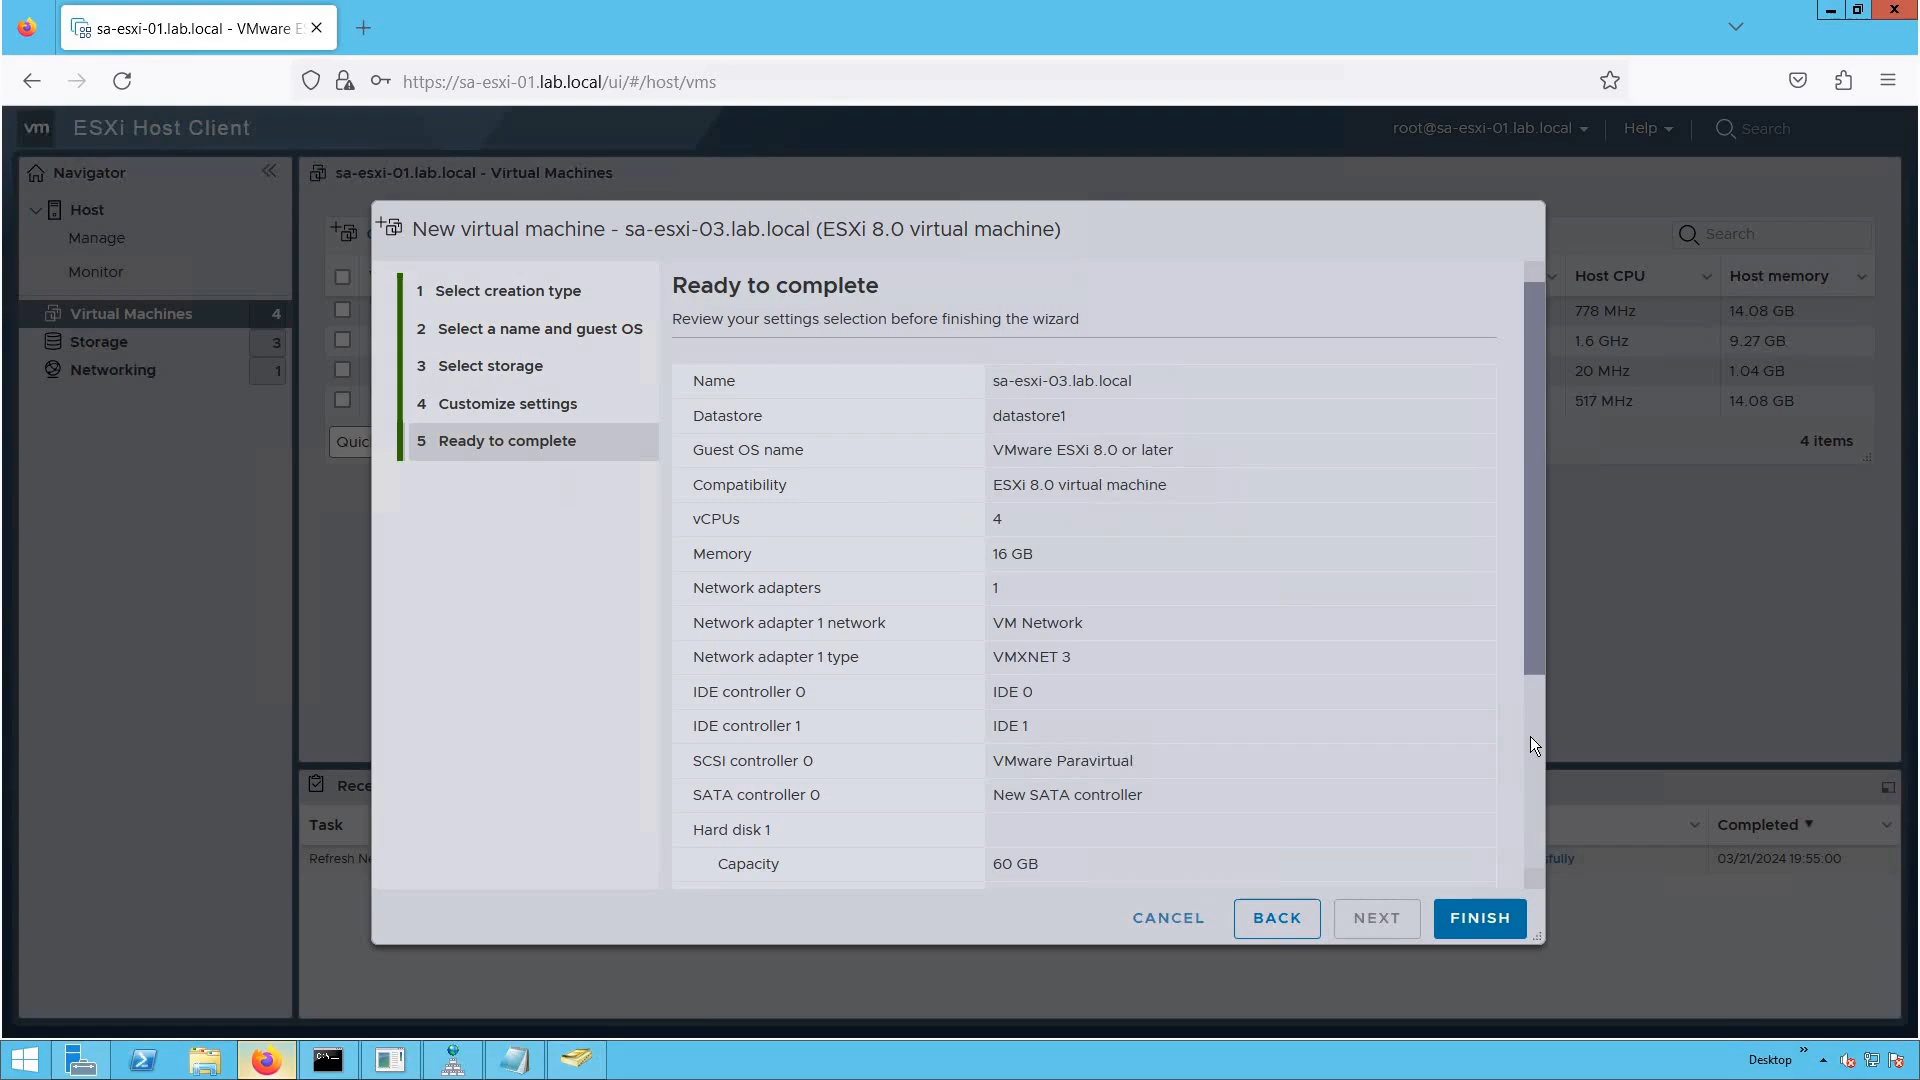 sa-esxi-01.lab.local - VMware E
https://sa-esxi-01.lab.local/ui/#/host/vms
vm ESXi Host Client
root@sa-esxi-01.lab.local
Help
Search
Navigator
sa-esxi-01.lab.local - Virtual Machines
Host
Manage
Monitor
Virtual Machines 4
Storage 3
Networking 1
Search
Host CPU Host memory
778 MHz 14.08 GB
1.6 GHz 9.27 GB
20 MHz 1.04 GB
517 MHz 14.08 GB
Quic
4 items
New virtual machine - sa-esxi-03.lab.local (ESXi 8.0 virtual machine)
1 Select creation type
2 Select a name and guest OS
3 Select storage
4 Customize settings
5 Ready to complete
Ready to complete
Review your settings selection before finishing the wizard
Name sa-esxi-03.lab.local
Datastore datastore1
Guest OS name VMware ESXi 8.0 or later
Compatibility ESXi 8.0 virtual machine
vCPUs 4
Memory 16 GB
Network adapters 1
Network adapter 1 network VM Network
Network adapter 1 type VMXNET 3
IDE controller 0 IDE 0
IDE controller 1 IDE 1
SCSI controller 0 VMware Paravirtual
SATA controller 0 New SATA controller
Hard disk 1
Capacity 60 GB
CANCEL BACK NEXT FINISH
Rece
Task
Completed
Refresh Ne
sfully
03/21/2024 19:55:00
Desktop